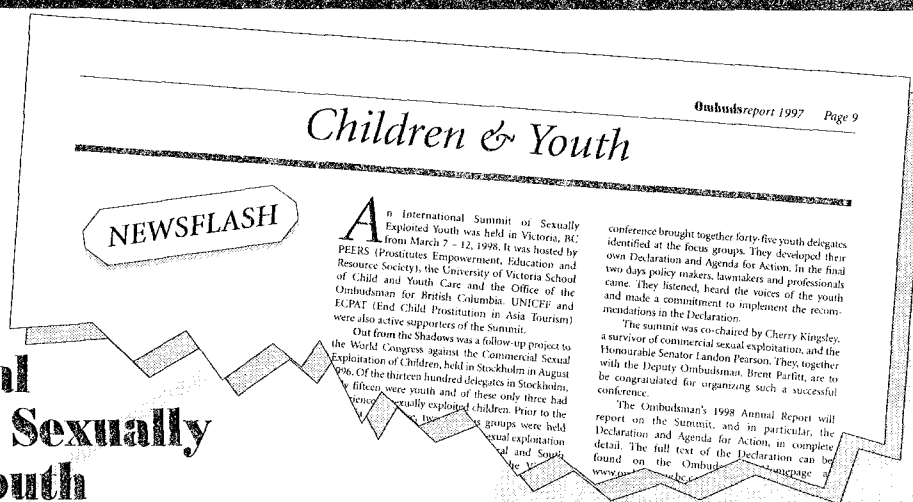 Ombudsreport 1997 Page 9
Children & Youth
NEWSFLASH
An International Summit of Sexually
Exploited Youth was held in Victoria, BC
from March 7 – 12, 1998. It was hosted by
PEERS (Prostitutes Empowerment, Education and
Resource Society), the University of Victoria School
of Child and Youth Care and the Office of the
Ombudsman for British Columbia. UNICEF and
ECPAT (End Child Prostitution in Asia Tourism)
were also active supporters of the Summit.
Out from the Shadows was a follow-up project to
the World Congress against the Commercial Sexual
Exploitation of Children, held in Stockholm in August
1996. Of the thirteen hundred delegates in Stockholm,
fifteen were youth and of these only three had
sexually exploited children. Prior to the
groups were held
sexual exploitation
and South
conference brought together forty-five youth delegates
identified at the focus groups. They developed their
own Declaration and Agenda for Action. In the final
two days policy makers, lawmakers and professionals
came. They listened, heard the voices of the youth
and made a commitment to implement the recom-
mendations in the Declaration.
The summit was co-chaired by Cherry Kingsley,
a survivor of commercial sexual exploitation, and the
Honourable Senator Landon Pearson. They, together
with the Deputy Ombudsman, Brent Parfitt, are to
be congratulated for organizing such a successful
conference.
The Ombudsman's 1998 Annual Report will
report on the Summit, and in particular, the
Declaration and Agenda for Action, in complete
detail. The full text of the Declaration can be
found on the
Sexually